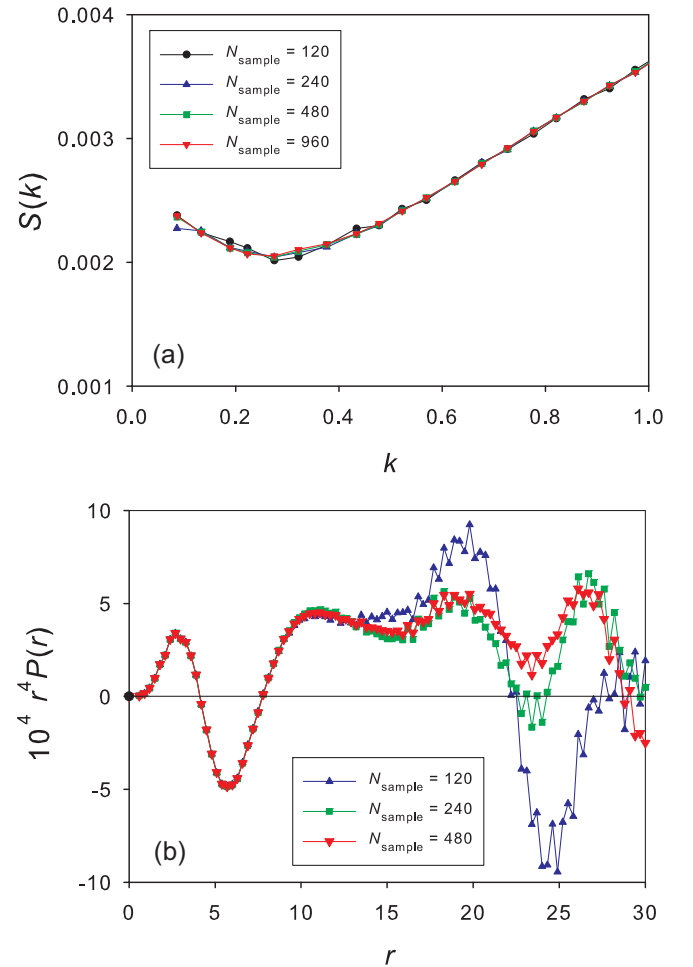 0.004
0.003
0.002
0.001
S(k)
N_sample = 120
N_sample = 240
N_sample = 480
N_sample = 960
(a)
0.0 0.2 0.4 0.6 0.8 1.0
k
10
5
0
-5
-10
10^4 r^4 P(r)
N_sample = 120
N_sample = 240
N_sample = 480
(b)
0 5 10 15 20 25 30
r